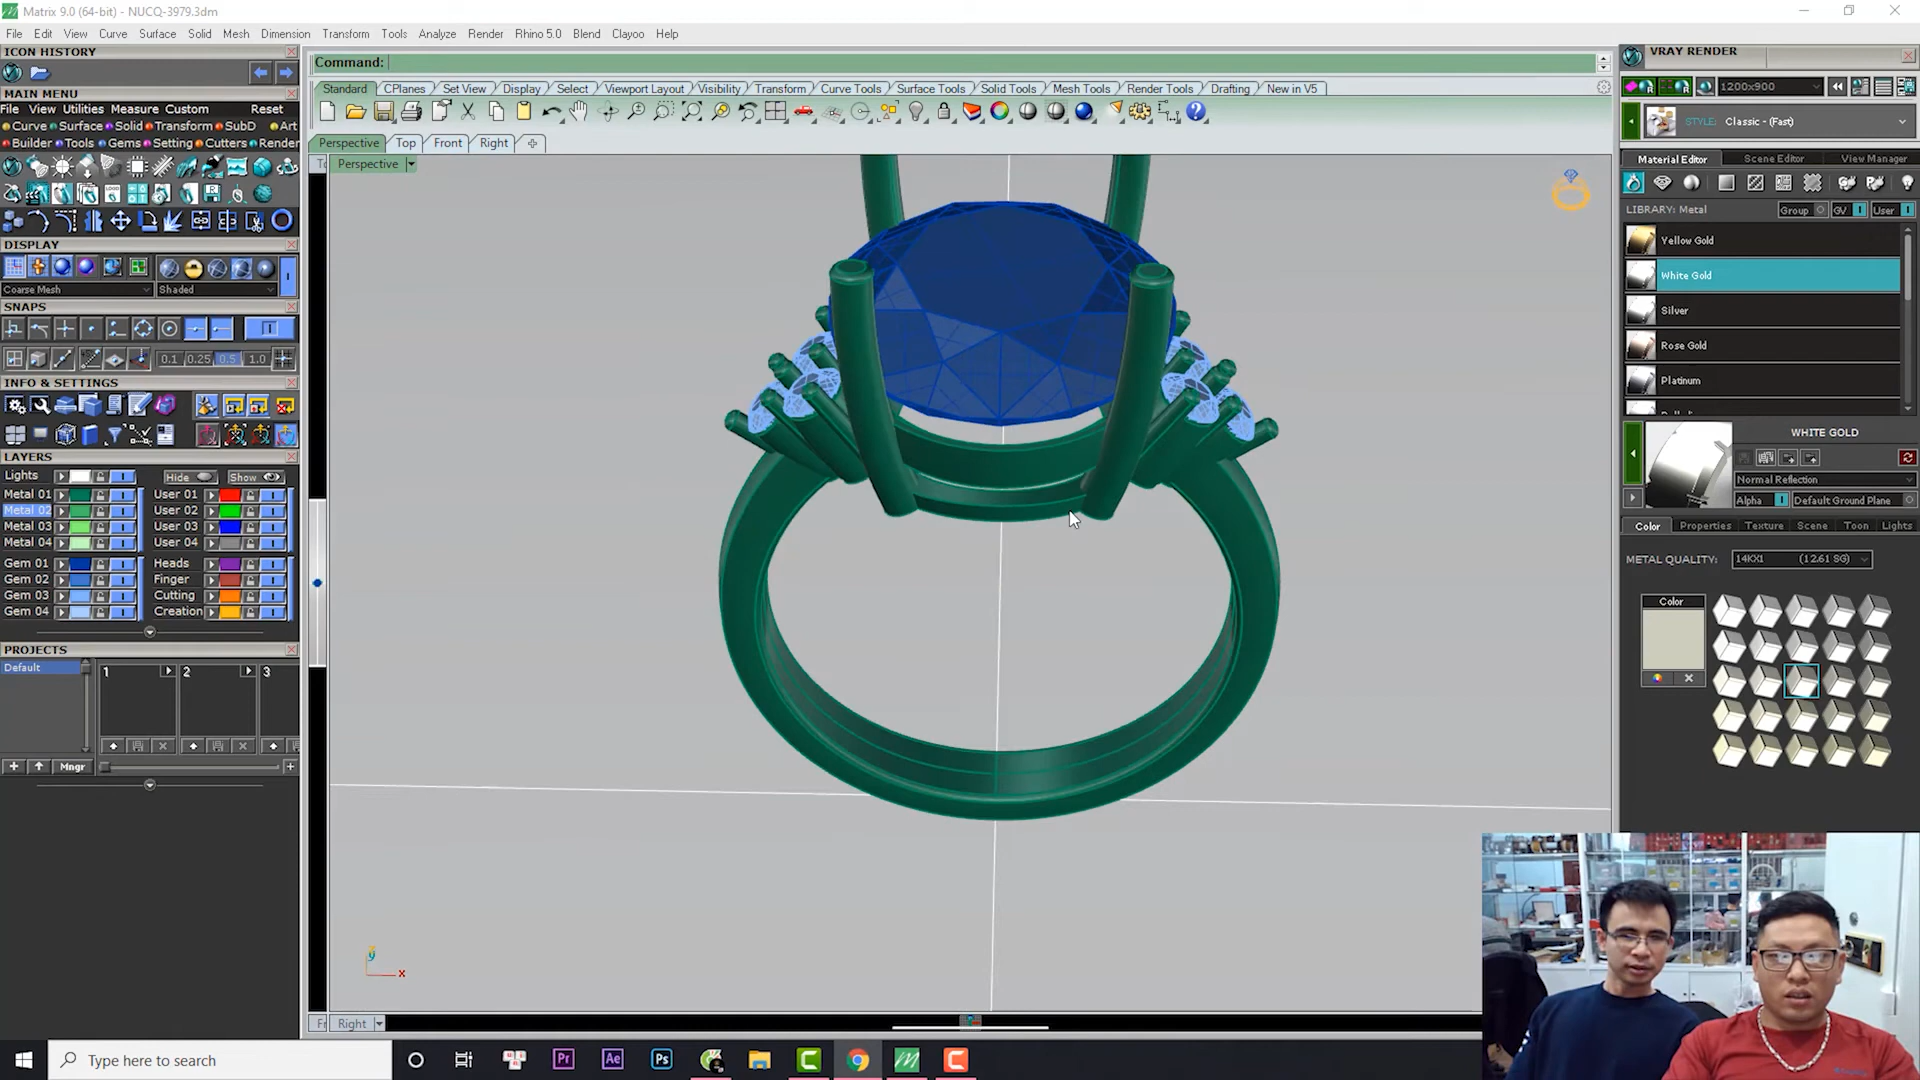 Matrix 9.0 (64-bit) - NUCQ-3979.3dm
File Edit View Curve Surface Solid Mesh Dimension Transform Tools Analyze Render Rhino 5.0 Blend Clayoo Help
ICON HISTORY
MAIN MENU
File View Utilities Measure Custom Reset
Curve Surface Solid Transform SubD Art
Builder Tools Gems Setting Cutters Render
DISPLAY
Coarse Mesh Shaded
SNAPS
0.1 0.25 0.5 1.0
INFO & SETTINGS
LAYERS
Lights Hide Show
Metal 01 User 01
Metal 02 User 02
Metal 03 User 03
Metal 04 User 04
Gem 01 Heads
Gem 02 Finger
Gem 03 Cutting
Gem 04 Creation
PROJECTS
Default
1 2 3
Mngr
Command:
Standard CPlanes Set View Display Select Viewport Layout Visibility Transform Curve Tools Surface Tools Solid Tools Mesh Tools Render Tools Drafting New in V5
Perspective Top Front Right
Perspective
y
x
Right
VRAY RENDER
1200x900
STYLE: Classic - (Fast)
Material Editor Scene Editor View Manager
LIBRARY: Metal Group GV User
Yellow Gold
White Gold
Silver
Rose Gold
Platinum
WHITE GOLD
Normal Reflection
Alpha Default Ground Plane
Color Properties Texture Scene Toon Lights
METAL QUALITY: 14KX1 (12.61 SG)
Color
Type here to search
Pr Ae Ps